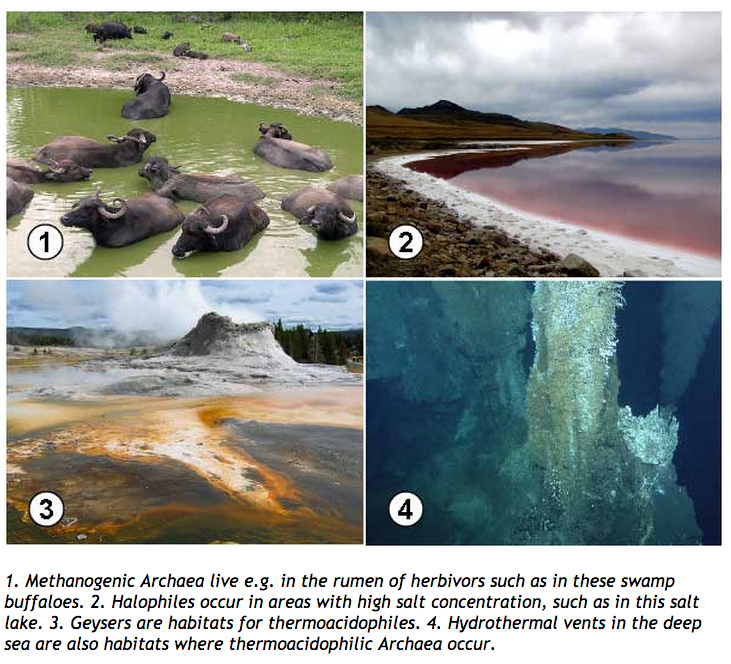 1
2
3
4
1. Methanogenic Archaea live e.g. in the rumen of herbivors such as in these swamp
buffaloes. 2. Halophiles occur in areas with high salt concentration, such as in this salt
lake. 3. Geysers are habitats for thermoacidophiles. 4. Hydrothermal vents in the deep
sea are also habitats where thermoacidophilic Archaea occur.